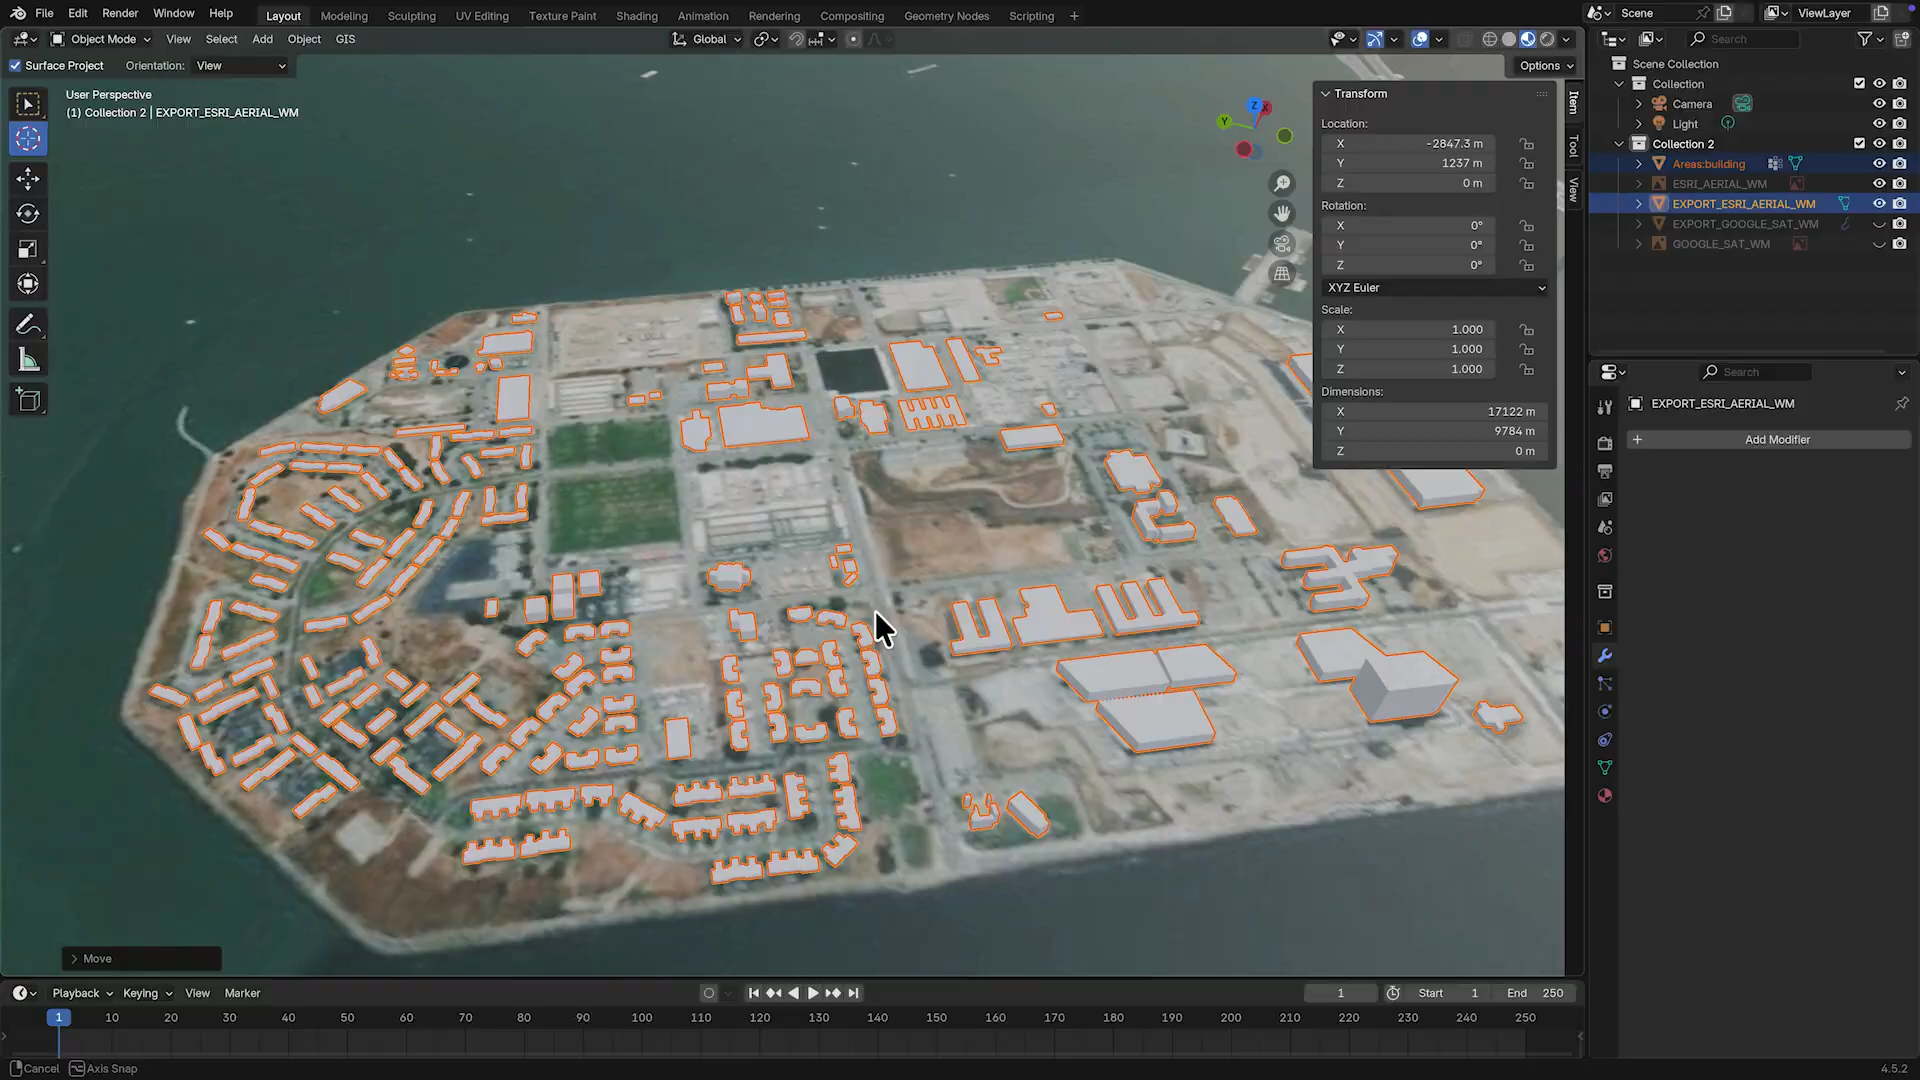 File Edit Render Window Help Layout Modeling Sculpting UV Editing Texture Paint Shading Animation Rendering Compositing Geometry Nodes Scripting + Scene ViewLayer
Object Mode View Select Add Object GIS Global Search
Surface Project Orientation: View Options
User Perspective
(1) Collection 2 | EXPORT_ESRI_AERIAL_WM
Z
X
Y
Transform
Location:
X -2847.3 m
Y 1237 m
Z 0 m
Rotation:
X 0°
Y 0°
Z 0°
XYZ Euler
Scale:
X 1.000
Y 1.000
Z 1.000
Dimensions:
X 17122 m
Y 9784 m
Z 0 m
Item
Tool
View
Scene Collection
Collection
Camera
Light
Collection 2
Areas:building
ESRI_AERIAL_WM
EXPORT_ESRI_AERIAL_WM
EXPORT_GOOGLE_SAT_WM
GOOGLE_SAT_WM
Search
EXPORT_ESRI_AERIAL_WM
+ Add Modifier
Move
Playback Keying View Marker 1 Start 1 End 250
1 10 20 30 40 50 60 70 80 90 100 110 120 130 140 150 160 170 180 190 200 210 220 230 240 250
Cancel Axis Snap 4.5.2